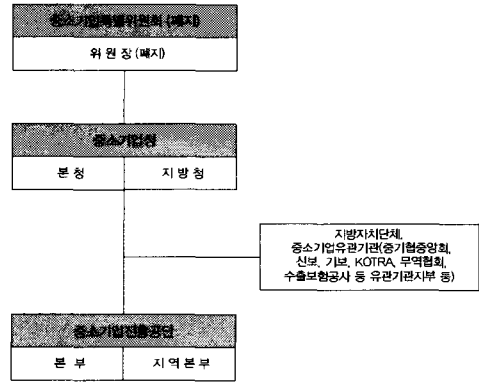 중소기업특별위원회 (폐지)
위 원 장 (폐지)
중소기업청
본 청 지 방 청
지방자치단체,
중소기업유관기관(중기협중앙회,
신보, 기보, KOTRA, 무역협회,
수출보험공사 등 유관기관지부 등)
중소기업진흥공단
본 부 지 역 본 부